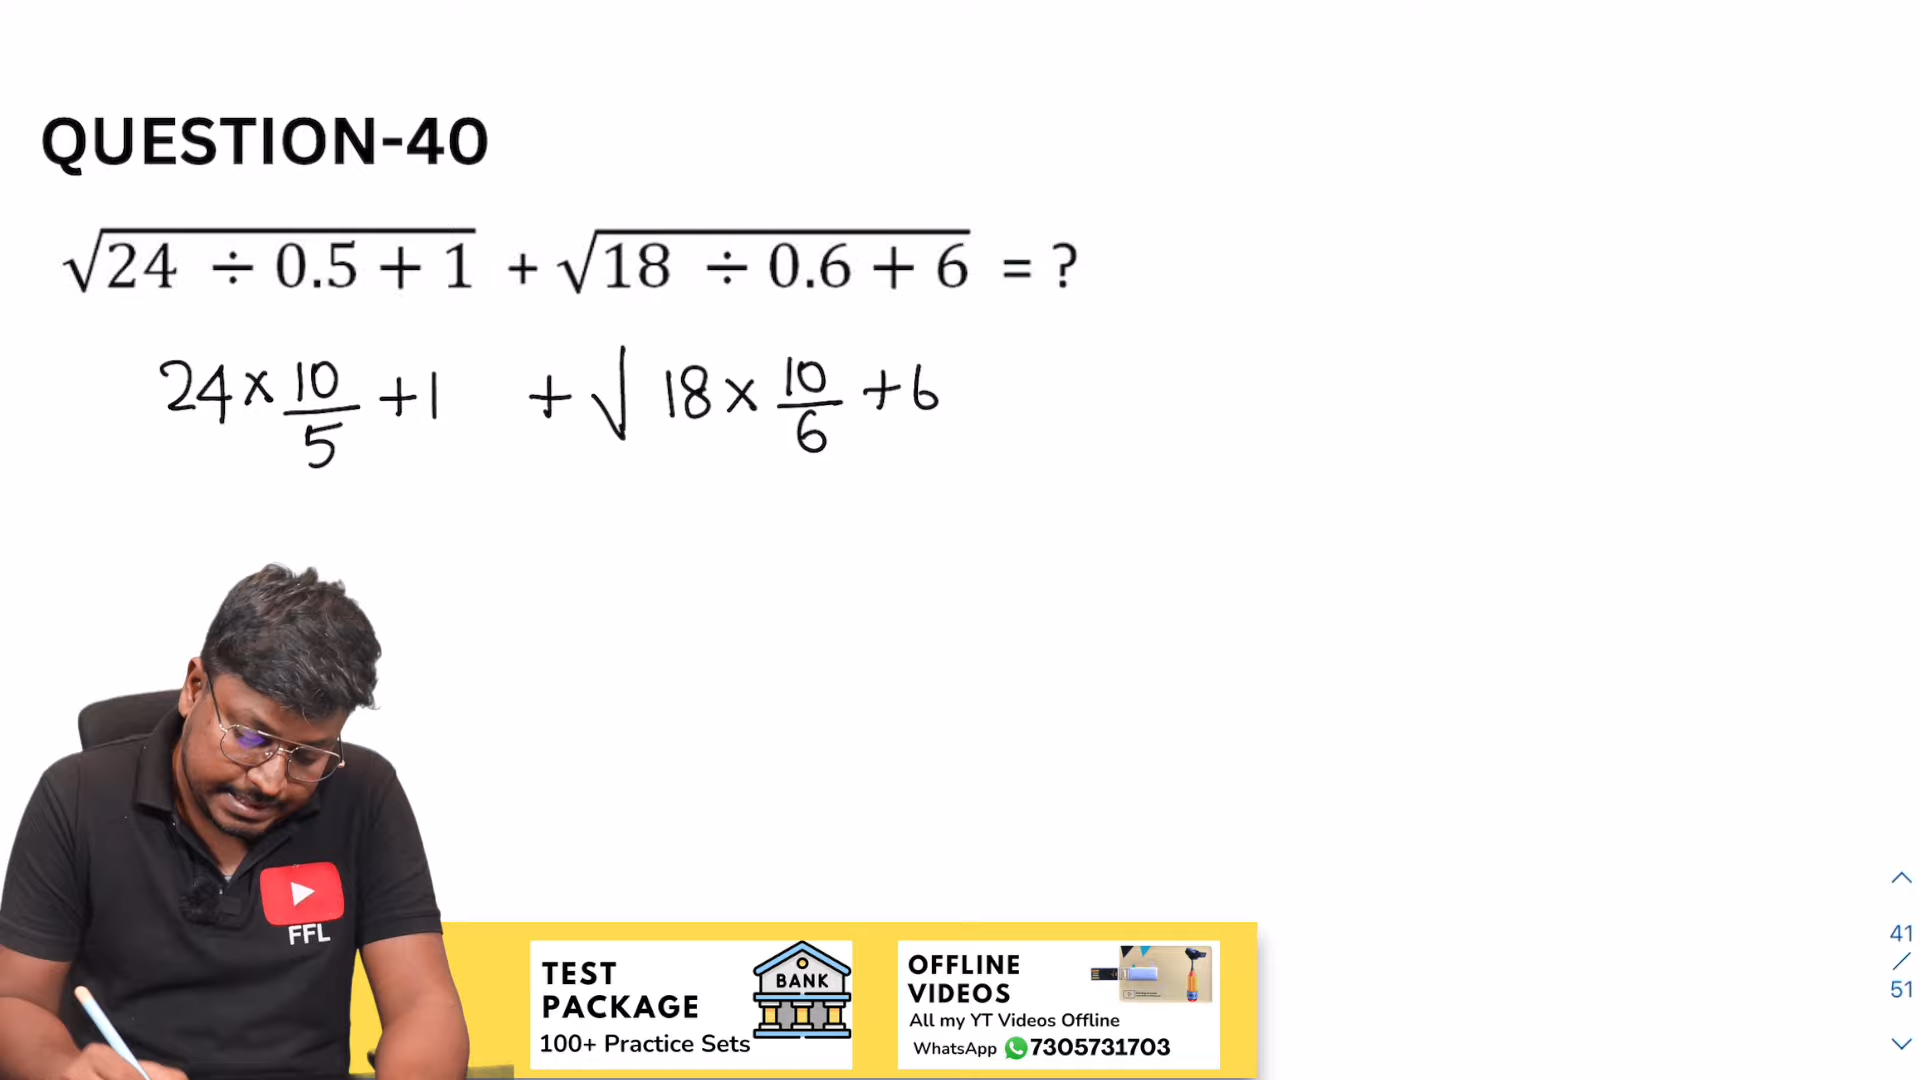 QUESTION-40
√24 ÷ 0.5 + 1 + √18 ÷ 0.6 + 6 = ?
24 × 10/5 + 1 + √ 18 × 10/6 + 6
FFL
TEST
PACKAGE
100+ Practice Sets
BANK
OFFLINE
VIDEOS
All my YT Videos Offline
WhatsApp 7305731703
41
/
51